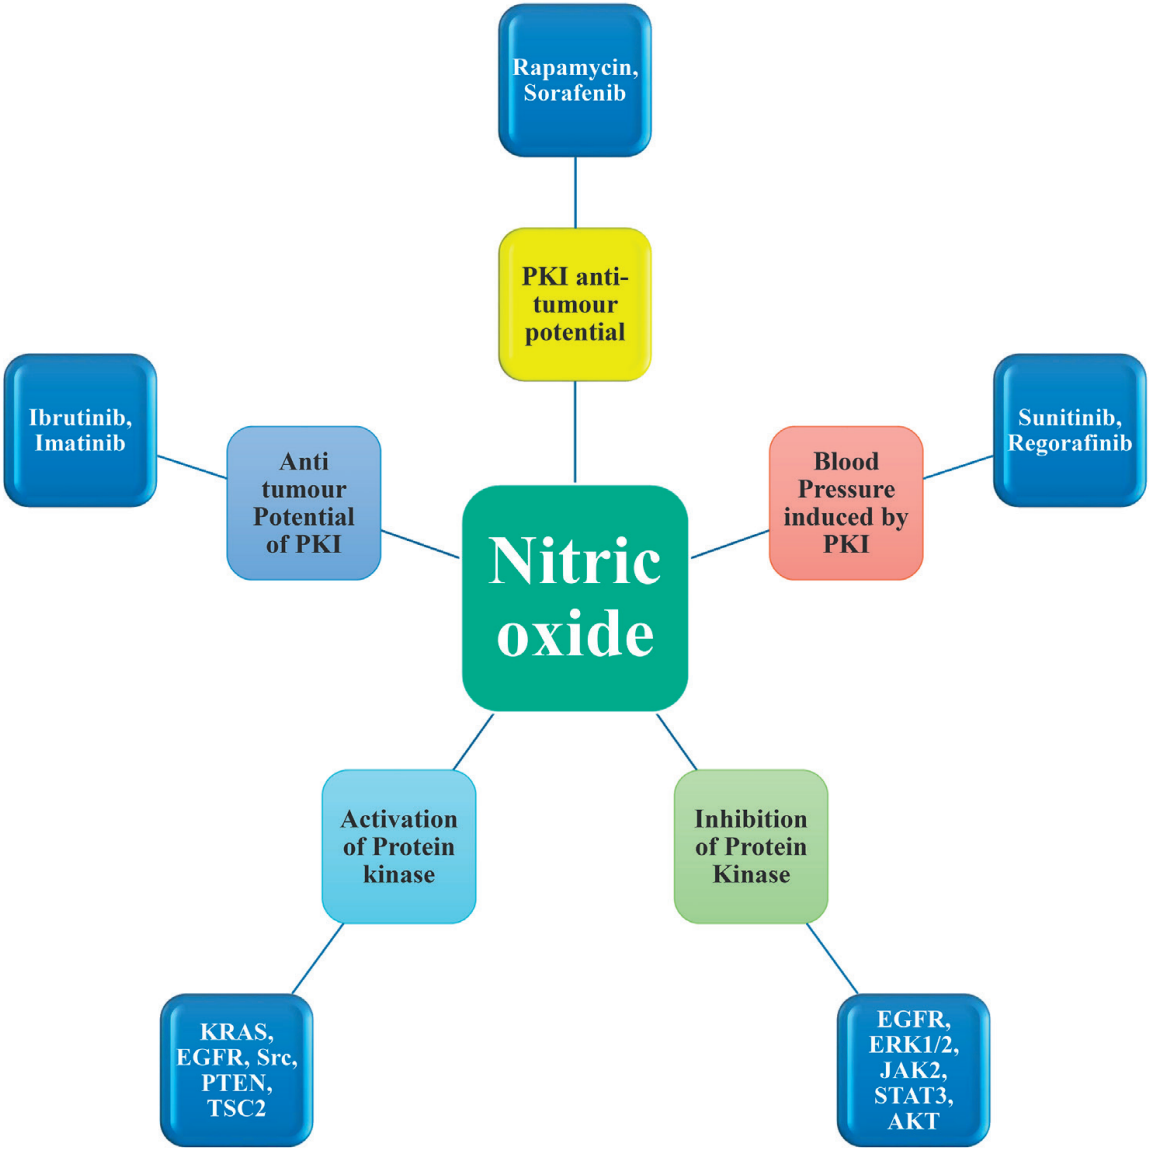 Rapamycin,
Sorafenib
PKI anti-
tumour
potential
Ibrutinib,
Imatinib
Anti
tumour
Potential
of PKI
Blood
Pressure
induced by
PKI
Sunitinib,
Regorafinib
Nitric
oxide
Activation
of Protein
kinase
Inhibition
of Protein
Kinase
KRAS,
EGFR, Src,
PTEN,
TSC2
EGFR,
ERK1/2,
JAK2,
STAT3,
AKT